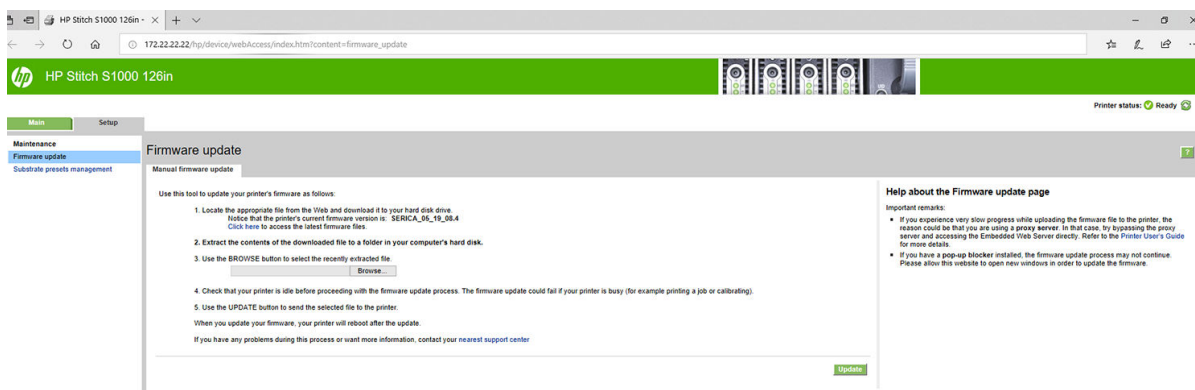 HP Stitch S1000 126in -
172.22.22.22/hp/device/webAccess/index.htm?content=firmware_update
hp
HP Stitch S1000 126in
Printer status: Ready
Main
Setup
Maintenance
Firmware update
Substrate presets management
Firmware update
?
Manual firmware update
Use this tool to update your printer's firmware as follows:
1. Locate the appropriate file from the Web and download it to your hard disk drive.
Notice that the printer's current firmware version is: SERICA_05_19_08.4
Click here to access the latest firmware files.
2. Extract the contents of the downloaded file to a folder in your computer's hard disk.
3. Use the BROWSE button to select the recently extracted file.
Browse...
4. Check that your printer is idle before proceeding with the firmware update process. The firmware update could fail if your printer is busy (for example printing a job or calibrating).
5. Use the UPDATE button to send the selected file to the printer.
When you update your firmware, your printer will reboot after the update.
If you have any problems during this process or want more information, contact your nearest support center
Update
Help about the Firmware update page
Important remarks:
If you experience very slow progress while uploading the firmware file to the printer, the
reason could be that you are using a proxy server. In that case, try bypassing the proxy
server and accessing the Embedded Web Server directly. Refer to the Printer User's Guide
for more details.
If you have a pop-up blocker installed, the firmware update process may not continue.
Please allow this website to open new windows in order to update the firmware.